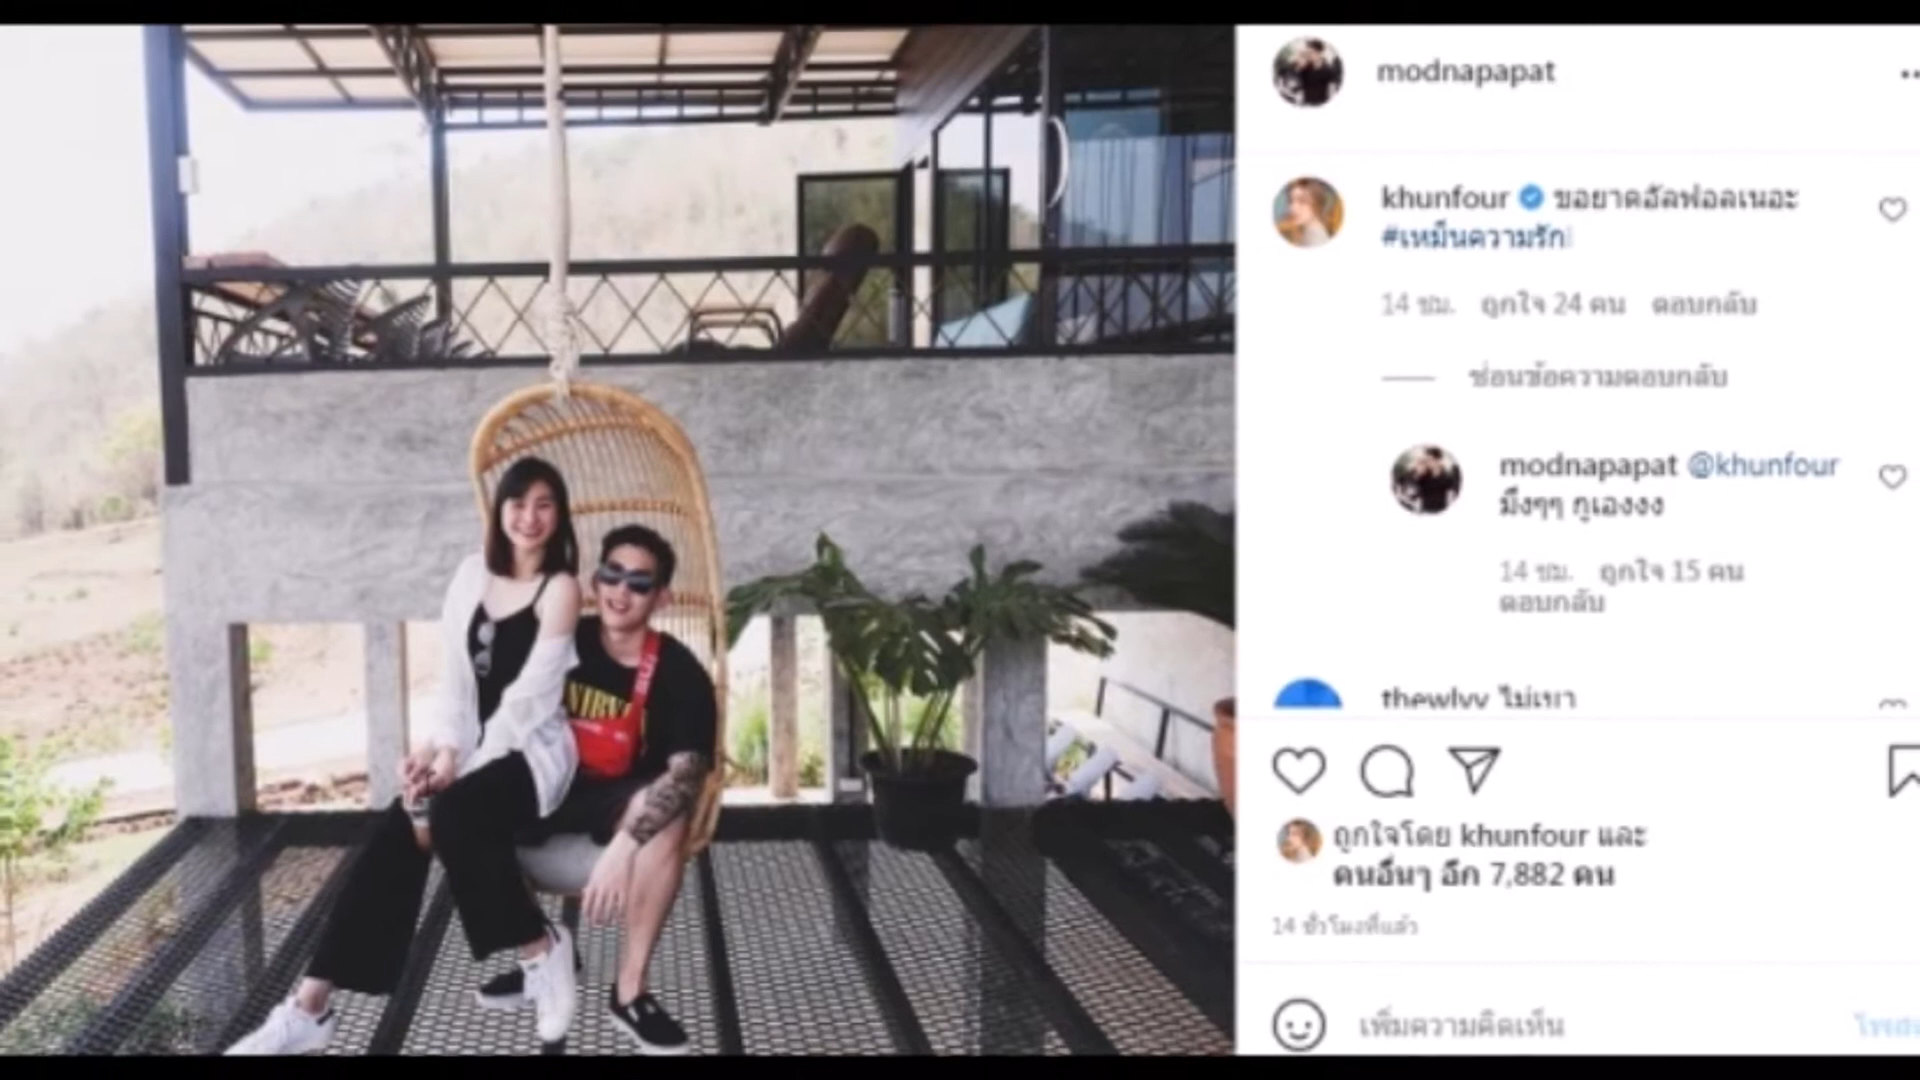 modnapapat
khunfour ขอยาดอัลฟอลเนอะ
#เหม็นความรัก
14 ชม. ถูกใจ 24 คน ตอบกลับ
ซ่อนข้อความตอบกลับ
modnapapat @khunfour
มึงๆๆ กูเองงง
14 ชม. ถูกใจ 15 คน
ตอบกลับ
thewlyy ไม่เบา
ถูกใจโดย khunfour และ
คนอื่นๆ อีก 7,882 คน
14 ชั่วโมงที่แล้ว
เพิ่มความคิดเห็น